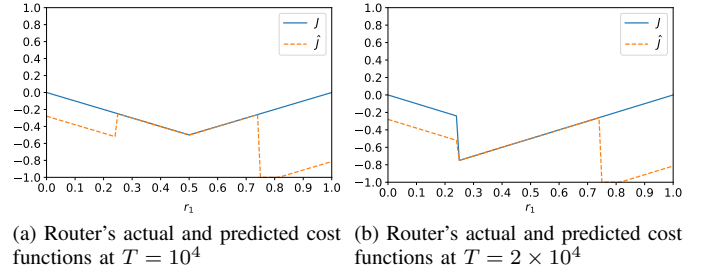 1.0
0.8
0.6
0.4
0.2
0.0
−0.2
−0.4
−0.6
−0.8
−1.0
0.0 0.1 0.2 0.3 0.4 0.5 0.6 0.7 0.8 0.9 1.0
r₁
J
Ĵ
1.0
0.8
0.6
0.4
0.2
0.0
−0.2
−0.4
−0.6
−0.8
−1.0
0.0 0.1 0.2 0.3 0.4 0.5 0.6 0.7 0.8 0.9 1.0
r₁
J
Ĵ
(a) Router's actual and predicted cost
functions at T = 10⁴
(b) Router's actual and predicted cost
functions at T = 2 × 10⁴